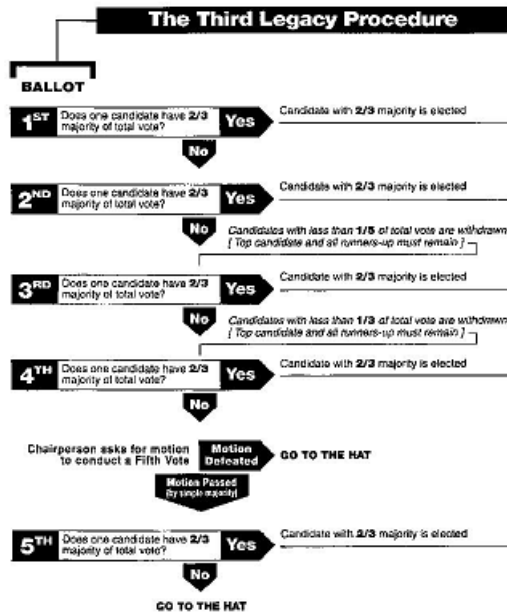 The Third Legacy Procedure
BALLOT
1ST
Does one candidate have 2/3
majority of total vote?
Yes
Candidate with 2/3 majority is elected
No
2ND
Does one candidate have 2/3
majority of total vote?
Yes
Candidate with 2/3 majority is elected
No
Candidates with less than 1/5 of total vote are withdrawn
[ Top candidate and all runners-up must remain ]
3RD
Does one candidate have 2/3
majority of total vote?
Yes
Candidate with 2/3 majority is elected
No
Candidates with less than 1/3 of total vote are withdrawn
[ Top candidate and all runners-up must remain ]
4TH
Does one candidate have 2/3
majority of total vote?
Yes
Candidate with 2/3 majority is elected
No
Chairperson asks for motion
to conduct a Fifth Vote
Motion
Defeated
GO TO THE HAT
Motion Passed
(by simple majority)
5TH
Does one candidate have 2/3
majority of total vote?
Yes
Candidate with 2/3 majority is elected
No
GO TO THE HAT